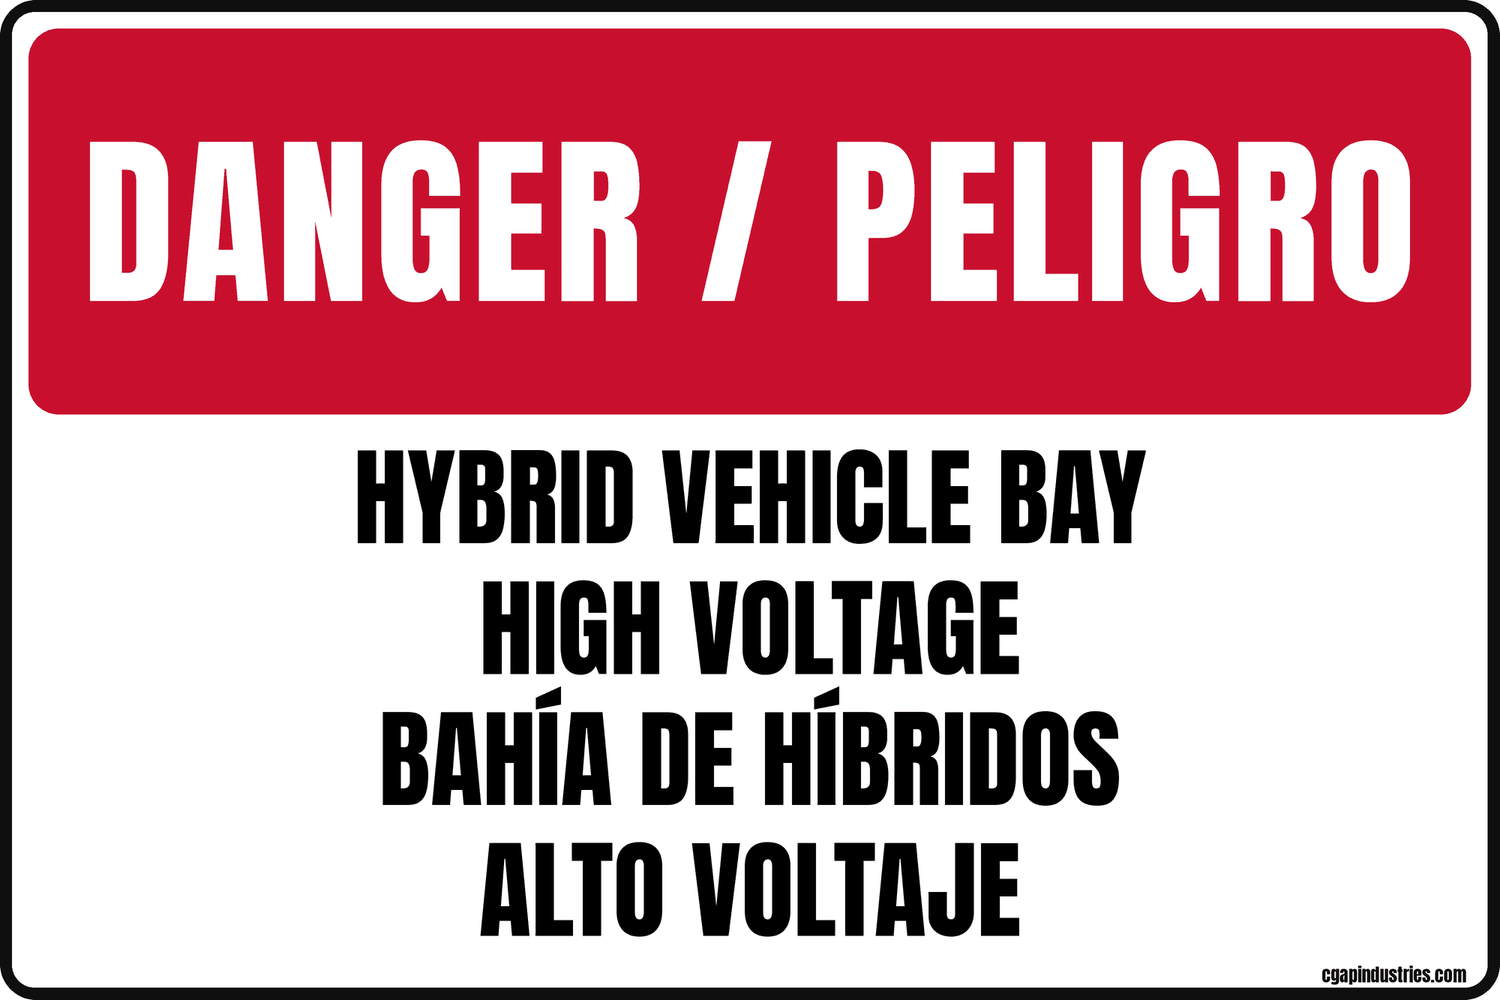 DANGER / PELIGRO
HYBRID VEHICLE BAY
HIGH VOLTAGE
BAHÍA DE HÍBRIDOS
ALTO VOLTAJE
cgapindustries.com